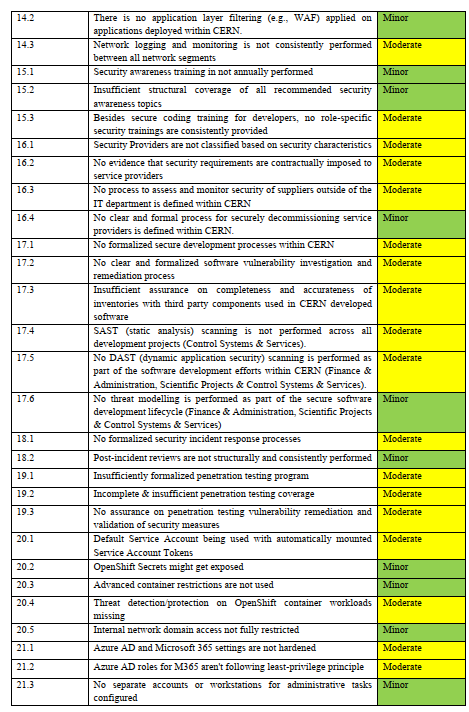 14.2 There is no application layer filtering (e.g., WAF) applied on Minor
applications deployed within CERN.
14.3 Network logging and monitoring is not consistently performed Moderate
between all network segments
15.1 Security awareness training in not annually performed Minor
15.2 Insufficient structural coverage of all recommended security Minor
awareness topics
15.3 Besides secure coding training for developers, no role-specific Moderate
security trainings are consistently provided
16.1 Security Providers are not classified based on security characteristics Moderate
16.2 No evidence that security requirements are contractually imposed to Moderate
service providers
16.3 No process to assess and monitor security of suppliers outside of the Moderate
IT department is defined within CERN
16.4 No clear and formal process for securely decommissioning service Minor
providers is defined within CERN.
17.1 No formalized secure development processes within CERN Moderate
17.2 No clear and formalized software vulnerability investigation and Moderate
remediation process
17.3 Insufficient assurance on completeness and accurateness of Moderate
inventories with third party components used in CERN developed
software
17.4 SAST (static analysis) scanning is not performed across all Moderate
development projects (Control Systems & Services).
17.5 No DAST (dynamic application security) scanning is performed as Moderate
part of the software development efforts within CERN (Finance &
Administration, Scientific Projects & Control Systems & Services).
17.6 No threat modelling is performed as part of the secure software Minor
development lifecycle (Finance & Administration, Scientific Projects
& Control Systems & Services)
18.1 No formalized security incident response processes Moderate
18.2 Post-incident reviews are not structurally and consistently performed Minor
19.1 Insufficiently formalized penetration testing program Moderate
19.2 Incomplete & insufficient penetration testing coverage Moderate
19.3 No assurance on penetration testing vulnerability remediation and Moderate
validation of security measures
20.1 Default Service Account being used with automatically mounted Moderate
Service Account Tokens
20.2 OpenShift Secrets might get exposed Minor
20.3 Advanced container restrictions are not used Minor
20.4 Threat detection/protection on OpenShift container workloads Moderate
missing
20.5 Internal network domain access not fully restricted Minor
21.1 Azure AD and Microsoft 365 settings are not hardened Moderate
21.2 Azure AD roles for M365 aren't following least-privilege principle Moderate
21.3 No separate accounts or workstations for administrative tasks Minor
configured